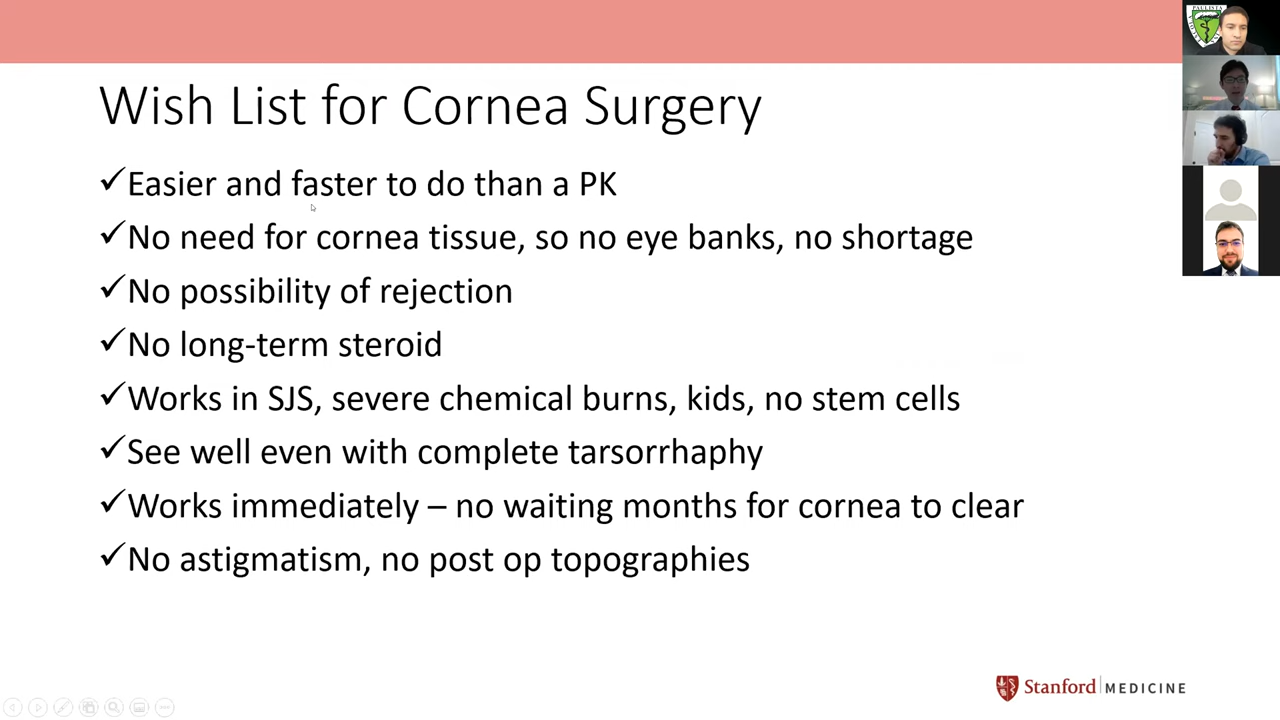 Wish List for Cornea Surgery
✓Easier and faster to do than a PK
✓No need for cornea tissue, so no eye banks, no shortage
✓No possibility of rejection
✓No long-term steroid
✓Works in SJS, severe chemical burns, kids, no stem cells
✓See well even with complete tarsorrhaphy
✓Works immediately – no waiting months for cornea to clear
✓No astigmatism, no post op topographies
Stanford MEDICINE
PAULISTA